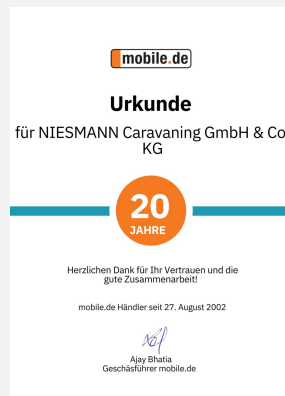 mobile.de
Urkunde
für NIESMANN Caravaning GmbH & Co
KG
20
JAHRE
Herzlichen Dank für Ihr Vertrauen und die
gute Zusammenarbeit!
mobile.de Händler seit 27. August 2002
Ajay Bhatia
Geschäsführer mobile.de